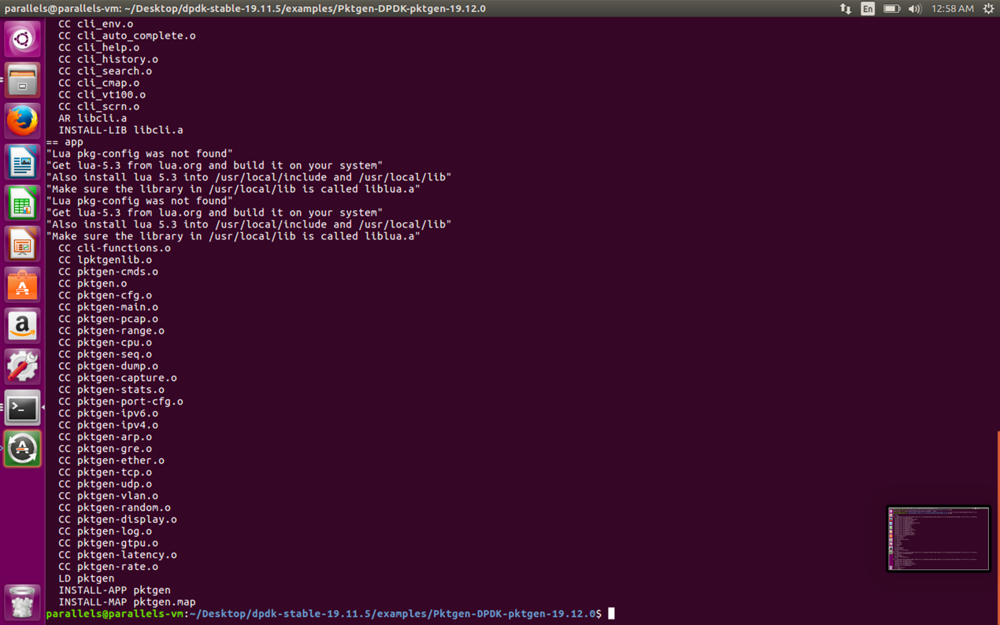 parallels@parallels-vm: ~/Desktop/dpdk-stable-19.11.5/examples/Pktgen-DPDK-pktgen-19.12.0
En
12:58 AM
CC cli_env.o
CC cli_auto_complete.o
CC cli_help.o
CC cli_history.o
CC cli_search.o
CC cli_cmap.o
CC cli_vt100.o
CC cli_scrn.o
AR libcli.a
INSTALL-LIB libcli.a
== app
"Lua pkg-config was not found"
"Get lua-5.3 from lua.org and build it on your system"
"Also install lua 5.3 into /usr/local/include and /usr/local/lib"
"Make sure the library in /usr/local/lib is called liblua.a"
"Lua pkg-config was not found"
"Get lua-5.3 from lua.org and build it on your system"
"Also install lua 5.3 into /usr/local/include and /usr/local/lib"
"Make sure the library in /usr/local/lib is called liblua.a"
CC cli-functions.o
CC lpktgenlib.o
CC pktgen-cmds.o
CC pktgen.o
CC pktgen-cfg.o
CC pktgen-main.o
CC pktgen-pcap.o
CC pktgen-range.o
CC pktgen-cpu.o
CC pktgen-seq.o
CC pktgen-dump.o
CC pktgen-capture.o
CC pktgen-stats.o
CC pktgen-port-cfg.o
CC pktgen-ipv6.o
CC pktgen-ipv4.o
CC pktgen-arp.o
CC pktgen-gre.o
CC pktgen-ether.o
CC pktgen-tcp.o
CC pktgen-udp.o
CC pktgen-vlan.o
CC pktgen-random.o
CC pktgen-display.o
CC pktgen-log.o
CC pktgen-gtpu.o
CC pktgen-latency.o
CC pktgen-rate.o
LD pktgen
INSTALL-APP pktgen
INSTALL-MAP pktgen.map
parallels@parallels-vm:~/Desktop/dpdk-stable-19.11.5/examples/Pktgen-DPDK-pktgen-19.12.0$